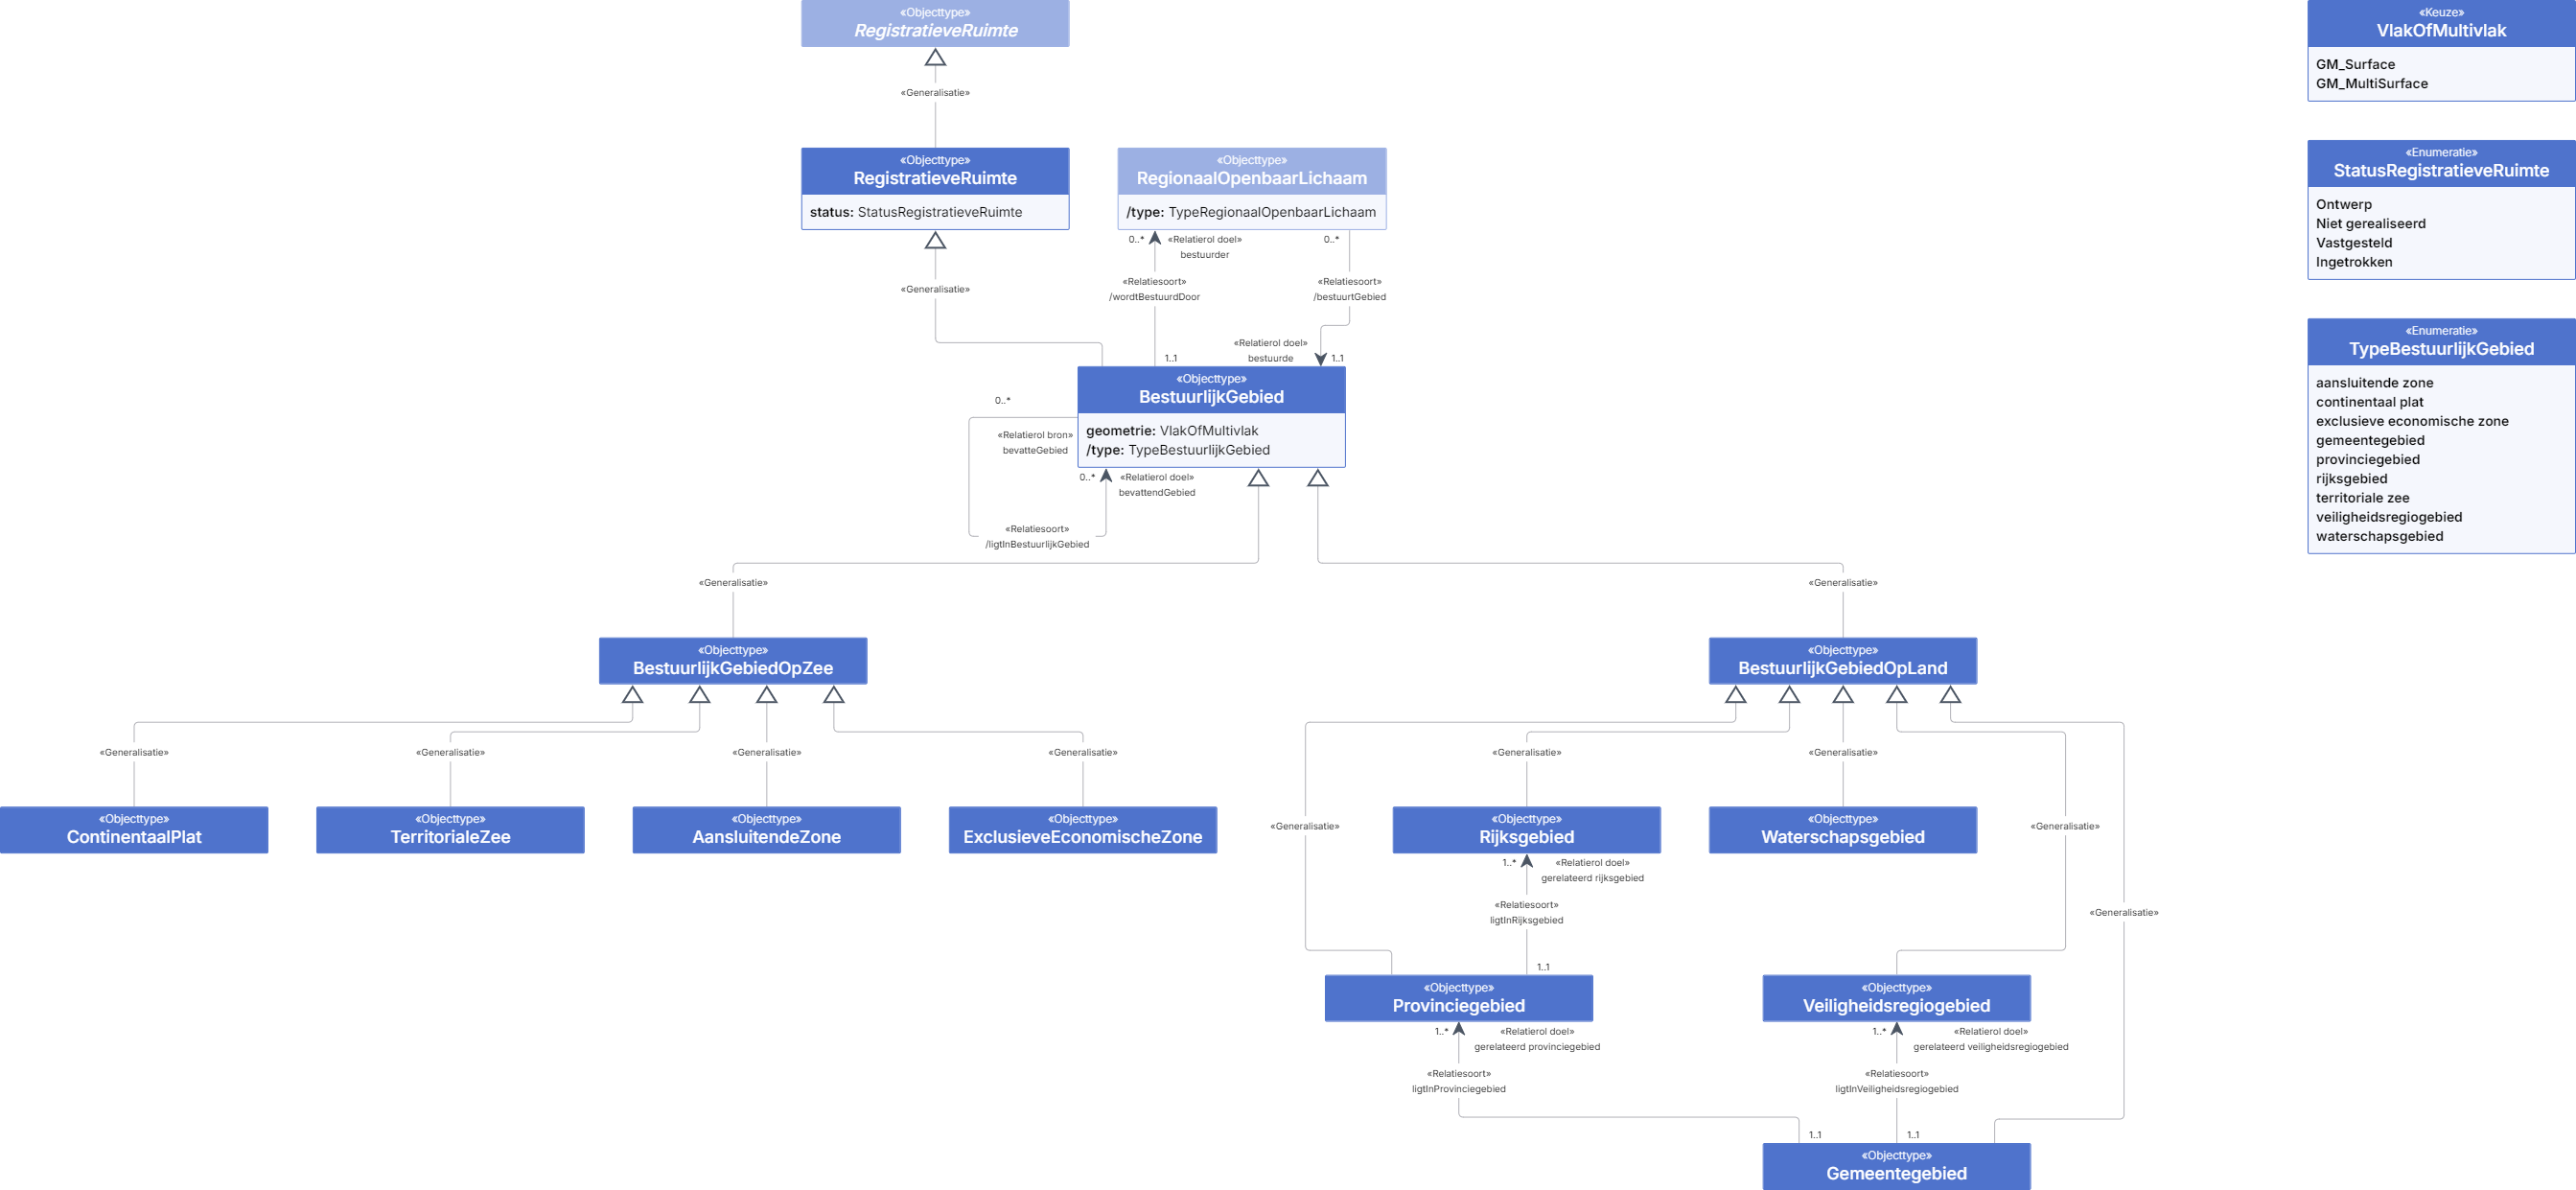 «Objecttype»
RegistratieveRuimte
«Generalisatie»
«Objecttype»
RegistratieveRuimte
status: StatusRegistratieveRuimte
«Objecttype»
RegionaalOpenbaarLichaam
/type: TypeRegionaalOpenbaarLichaam
«Generalisatie»
0..*
«Relatierol doel»
bestuurder
«Relatiesoort»
/wordtBestuurdDoor
1..1
0..*
«Relatiesoort»
/bestuurtGebied
«Relatierol doel»
bestuurde
1..1
«Objecttype»
BestuurlijkGebied
geometrie: VlakOfMultivlak
/type: TypeBestuurlijkGebied
0..*
«Relatierol bron»
bevatteGebied
0..*
«Relatierol doel»
bevattendGebied
«Relatiesoort»
/ligtInBestuurlijkGebied
«Generalisatie»
«Generalisatie»
«Objecttype»
BestuurlijkGebiedOpZee
«Objecttype»
BestuurlijkGebiedOpLand
«Generalisatie»
«Generalisatie»
«Generalisatie»
«Generalisatie»
«Generalisatie»
«Generalisatie»
«Objecttype»
ContinentaalPlat
«Objecttype»
TerritorialeZee
«Objecttype»
AansluitendeZone
«Objecttype»
ExclusieveEconomischeZone
«Generalisatie»
«Objecttype»
Rijksgebied
«Objecttype»
Waterschapsgebied
«Generalisatie»
1..*
«Relatierol doel»
gerelateerd rijksgebied
«Relatiesoort»
ligtInRijksgebied
«Generalisatie»
1..1
«Objecttype»
Provinciegebied
«Objecttype»
Veiligheidsregiogebied
1..*
«Relatierol doel»
gerelateerd provinciegebied
«Relatiesoort»
ligtInProvinciegebied
1..*
«Relatierol doel»
gerelateerd veiligheidsregiogebied
«Relatiesoort»
ligtInVeiligheidsregiogebied
1..1
1..1
«Objecttype»
Gemeentegebied
«Keuze»
VlakOfMultivlak
GM_Surface
GM_MultiSurface
«Enumeratie»
StatusRegistratieveRuimte
Ontwerp
Niet gerealiseerd
Vastgesteld
Ingetrokken
«Enumeratie»
TypeBestuurlijkGebied
aansluitende zone
continentaal plat
exclusieve economische zone
gemeentegebied
provinciegebied
rijksgebied
territoriale zee
veiligheidsregiogebied
waterschapsgebied